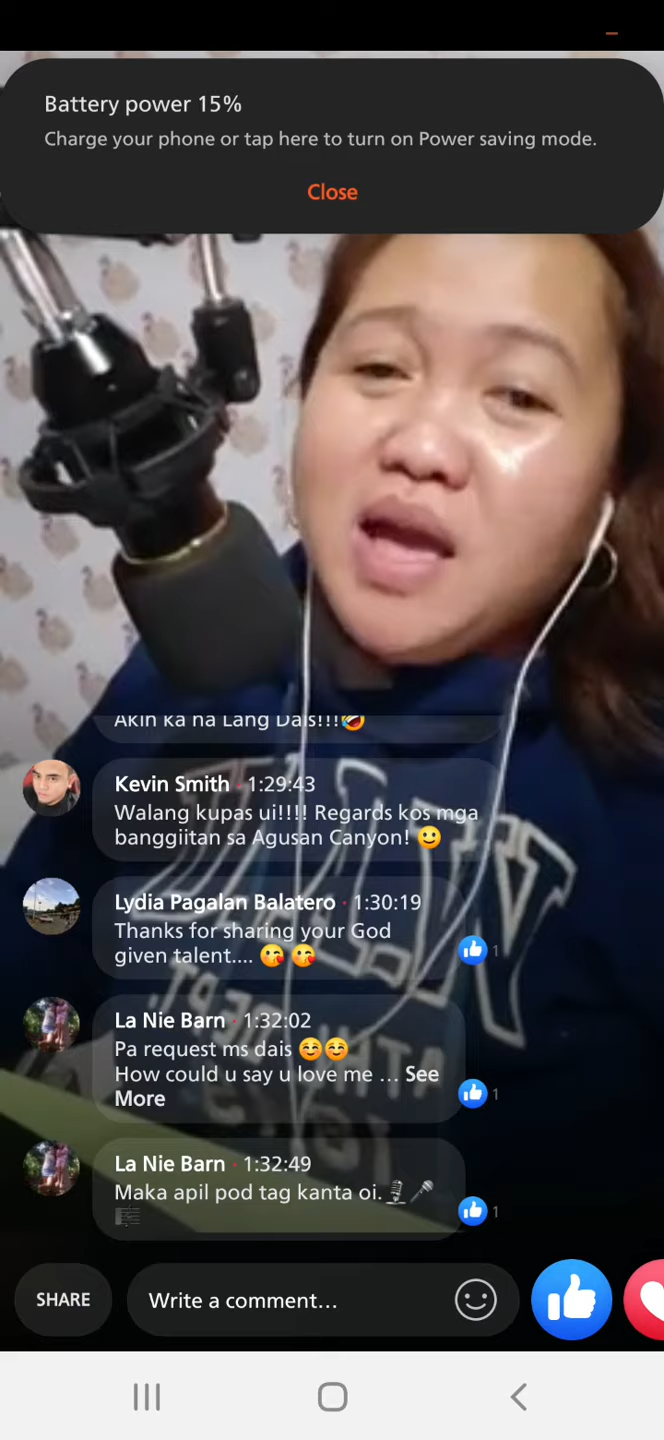 Battery power 15%
Charge your phone or tap here to turn on Power saving mode.
Close
Akin ka na Lang Dais!!!🤣
Kevin Smith · 1:29:43
Walang kupas ui!!!! Regards kos mga
banggiitan sa Agusan Canyon! 🙂
Lydia Pagalan Balatero · 1:30:19
Thanks for sharing your God
given talent.... 😘 😘
1
La Nie Barn · 1:32:02
Pa request ms dais ☺️☺️
How could u say u love me ... See
More
1
La Nie Barn · 1:32:49
Maka apil pod tag kanta oi.🎙️🎤
🎼
1
SHARE
Write a comment...